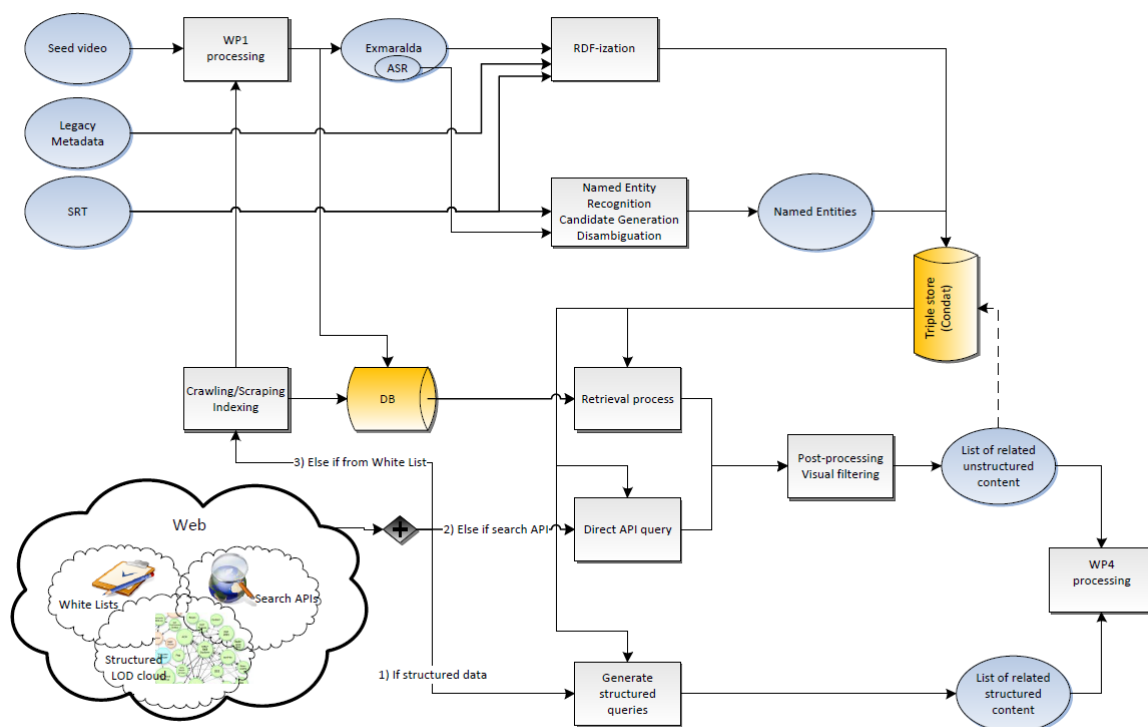 Seed video
WP1
processing
Exmaralda
ASR
RDF-ization
Legacy
Metadata
SRT
Named Entity
Recognition
Candidate Generation
Disambiguation
Named Entities
Triple store
(Condat)
Crawling/Scraping
Indexing
DB
Retrieval process
3) Else if from White List
Post-processing
Visual filtering
List of related
unstructured
content
Web
2) Else if search API
Direct API query
White Lists
Search APIs
WP4
processing
Structured
LOD cloud
1) If structured data
Generate
structured
queries
List of related
structured
content